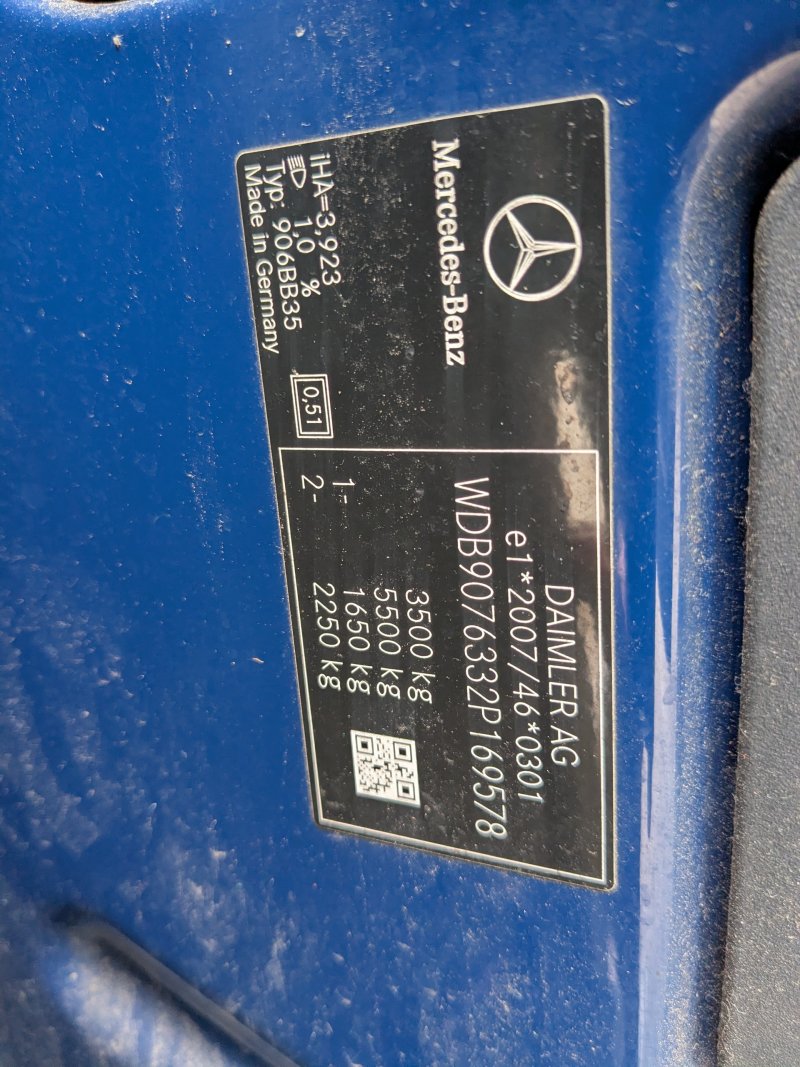 Mercedes-Benz
iHA=3,923
1,0 %
Typ: 906BB35
Made in Germany
0,51
DAIMLER AG
e1*2007/46*0301
WDB9076332P169578
3500 kg
5500 kg
1- 1650 kg
2- 2250 kg